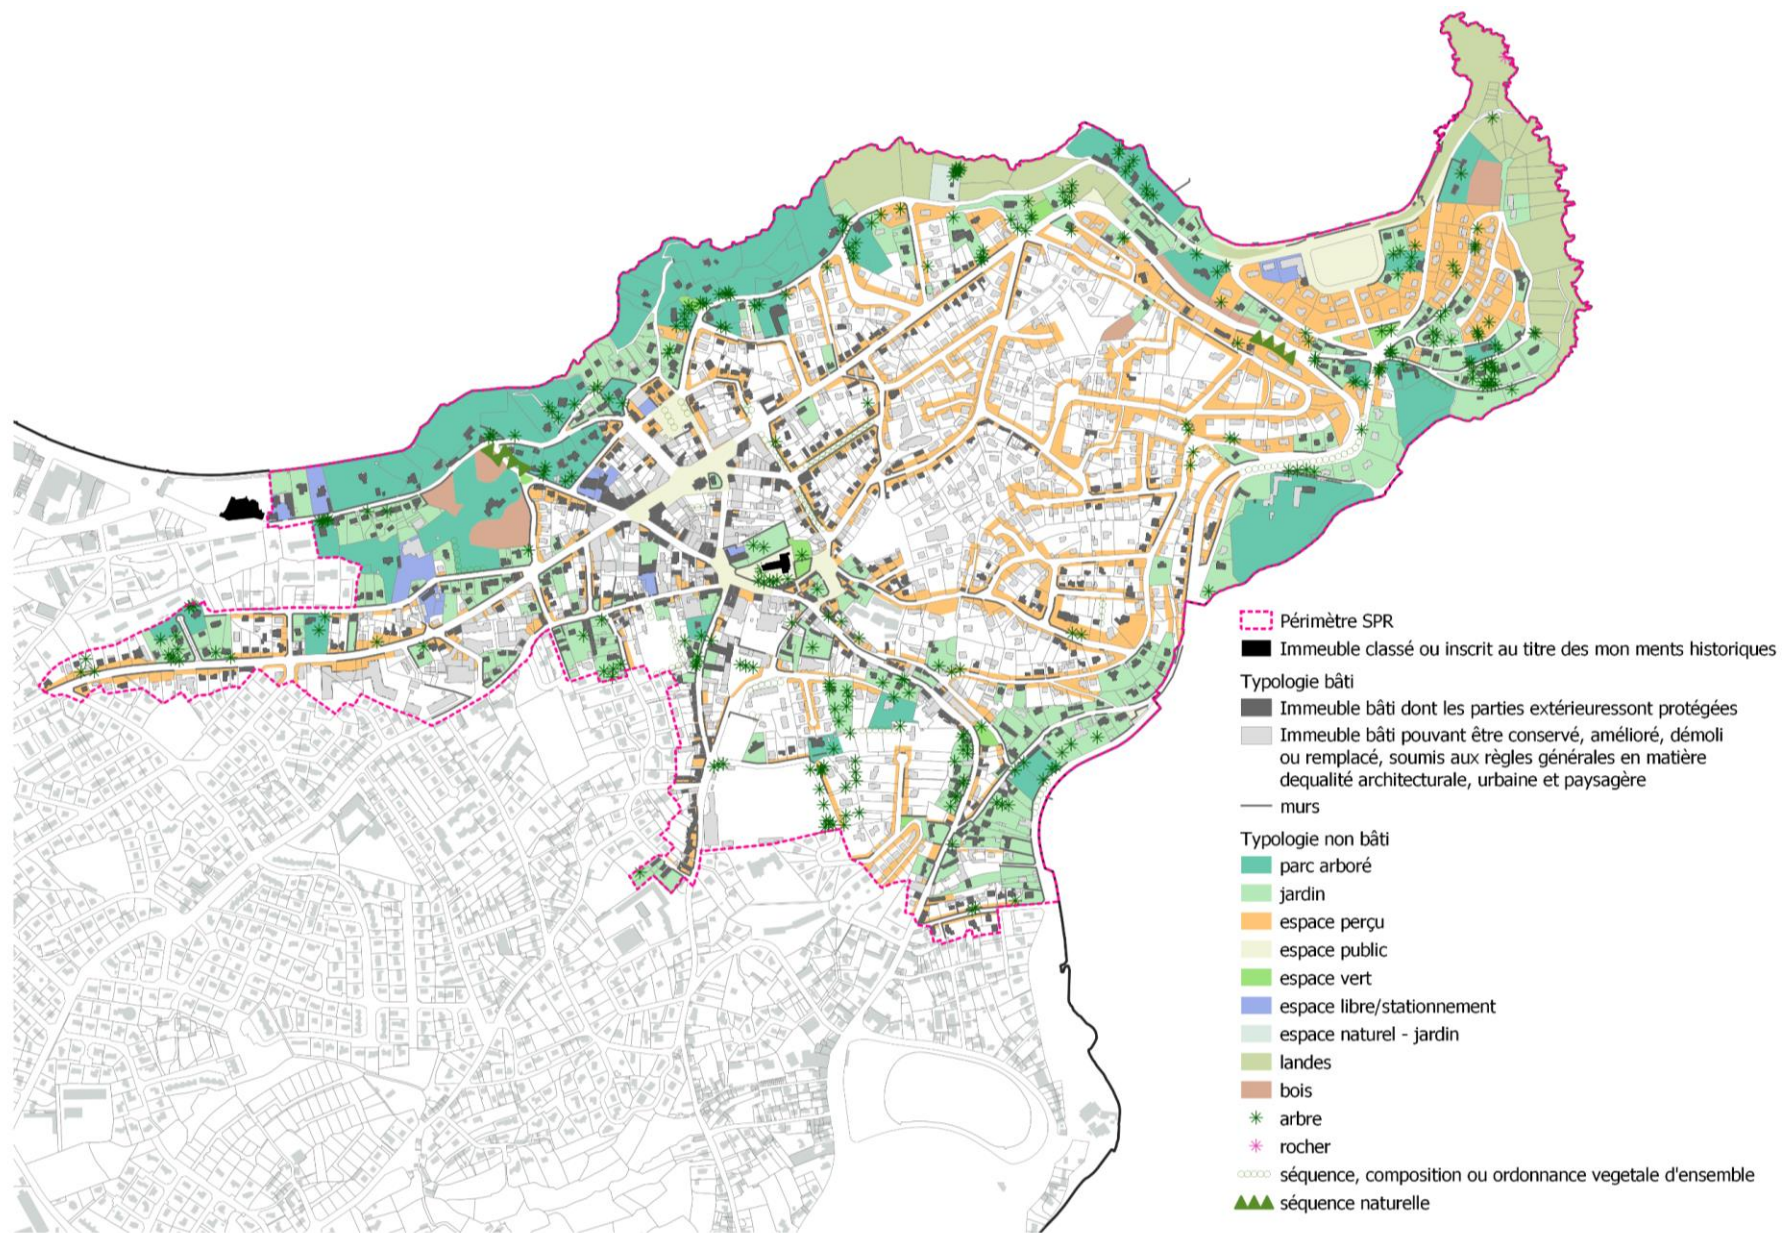 Périmètre SPR
Immeuble classé ou inscrit au titre des mon ments historiques
Typologie bâti
Immeuble bâti dont les parties extérieuressont protégées
Immeuble bâti pouvant être conservé, amélioré, démoli
ou remplacé, soumis aux règles générales en matière
dequalité architecturale, urbaine et paysagère
murs
Typologie non bâti
parc arboré
jardin
espace perçu
espace public
espace vert
espace libre/stationnement
espace naturel - jardin
landes
bois
arbre
rocher
séquence, composition ou ordonnance vegetale d'ensemble
séquence naturelle